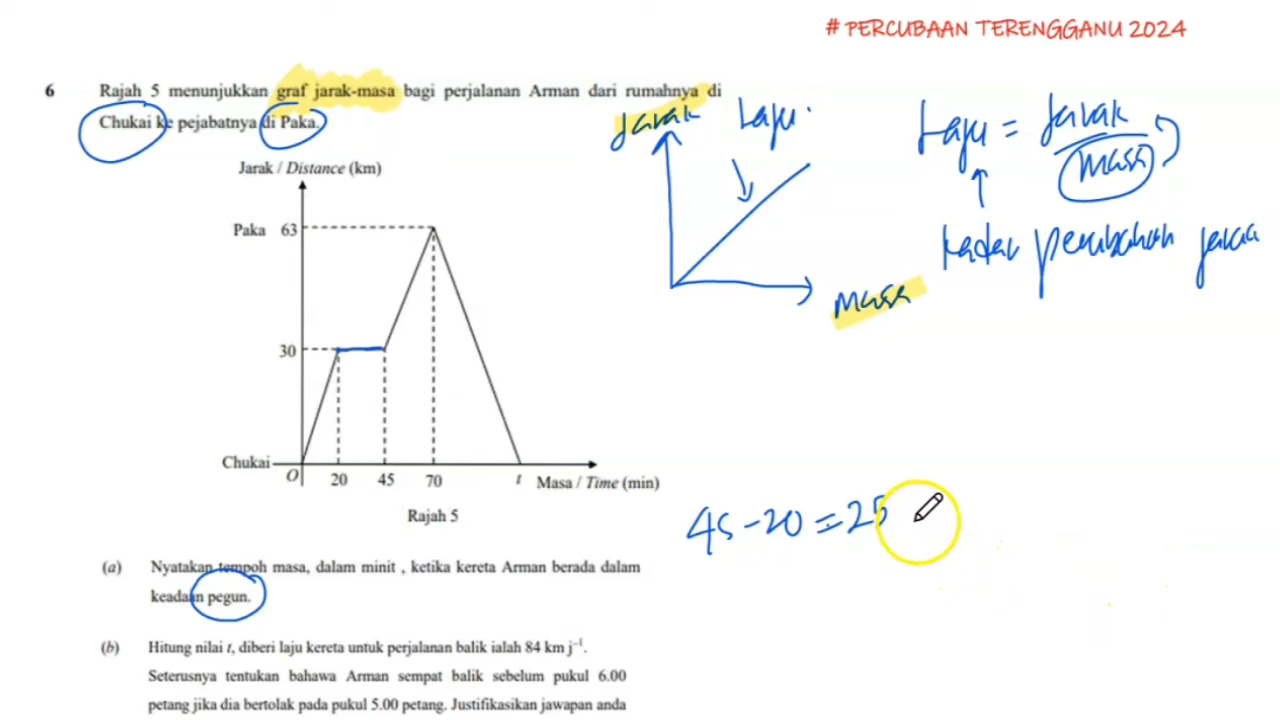 # PERCUBAAN TERENGGANU 2024
6 Rajah 5 menunjukkan graf jarak-masa bagi perjalanan Arman dari rumahnya di
Chukai ke pejabatnya di Paka.
Jarak / Distance (km)
Paka 63
30
Chukai
O 20 45 70 t Masa / Time (min)
Rajah 5
Jarak Laju
Masa
Laju = Jarak
Masa
kadar perubahan jarak
45 - 20 = 25
(a) Nyatakan tempoh masa, dalam minit , ketika kereta Arman berada dalam
keadaan pegun.
(b) Hitung nilai t, diberi laju kereta untuk perjalanan balik ialah 84 km j⁻¹.
Seterusnya tentukan bahawa Arman sempat balik sebelum pukul 6.00
petang jika dia bertolak pada pukul 5.00 petang. Justifikasikan jawapan anda